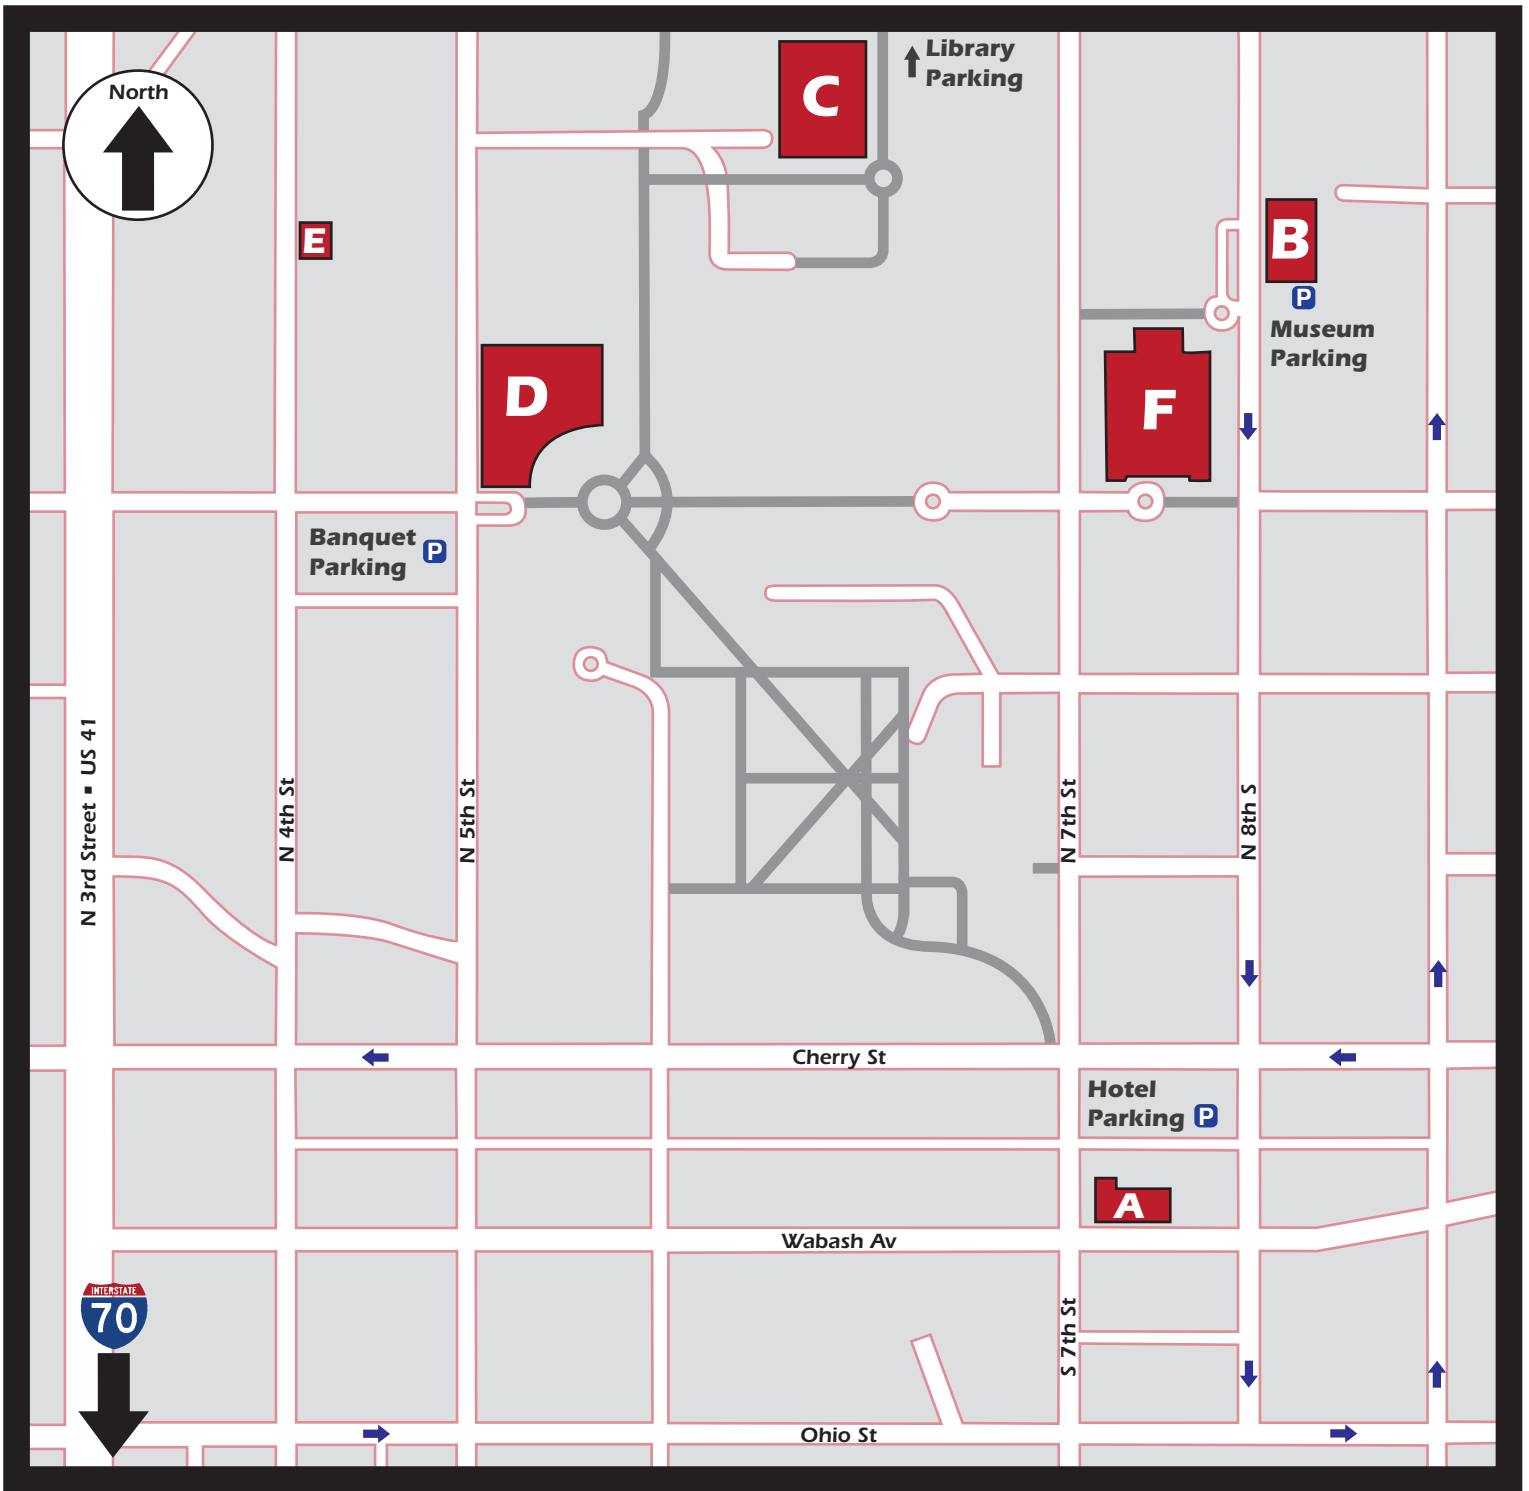 Library
Parking
C
North
E
B
P
Museum
Parking
D
F
Banquet
Parking
P
N 3rd Street ▪ US 41
N 4th St
N 5th St
N 7th St
N 8th S
Cherry St
Hotel
Parking
P
A
Wabash Av
INTERSTATE
70
S 7th St
Ohio St